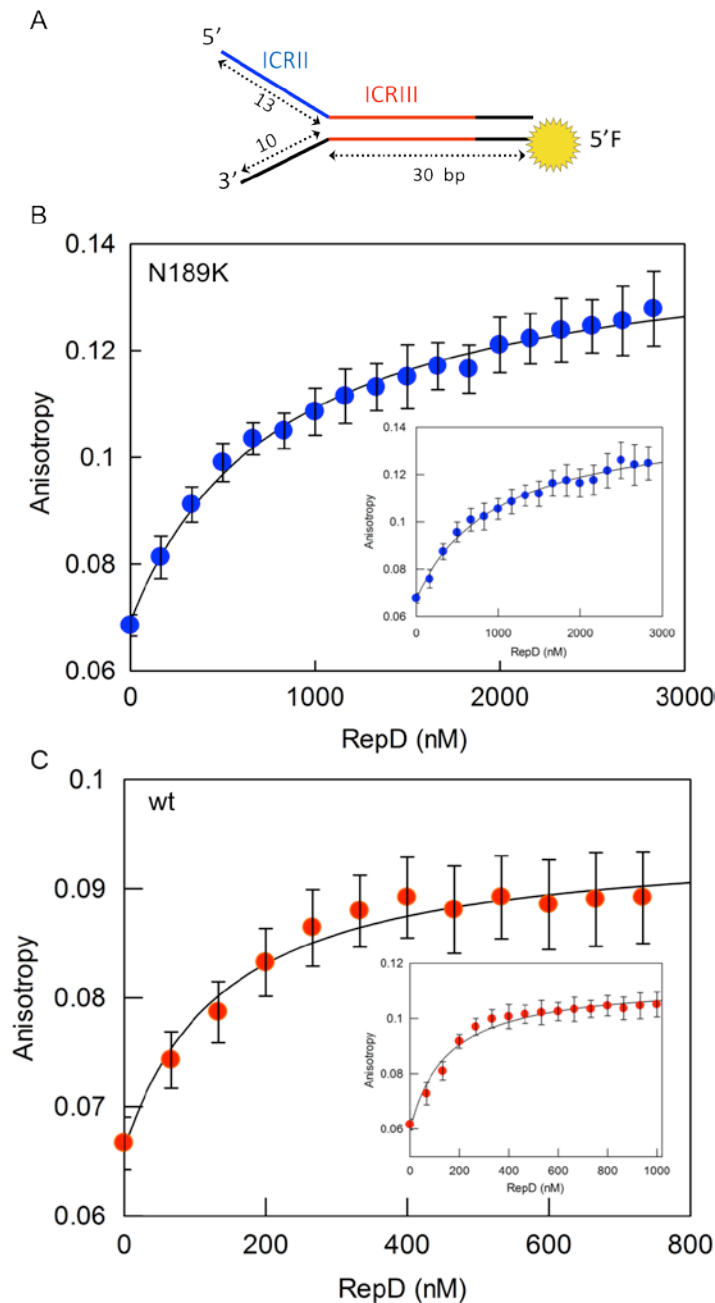 A
5′
ICRII
ICRIII
13
10
5′F
3′
30 bp
B
N189K
0.14
0.12
0.1
0.08
0.06
Anisotropy
0 1000 2000 3000
RepD (nM)
0.14
0.12
0.1
0.08
0.06
Anisotropy
0 1000 2000 3000
RepD (nM)
C
wt
0.1
0.09
0.08
0.07
0.06
Anisotropy
0 200 400 600 800
RepD (nM)
0.12
0.1
0.08
0.06
Anisotropy
0 200 400 600 800 1000
RepD (nM)